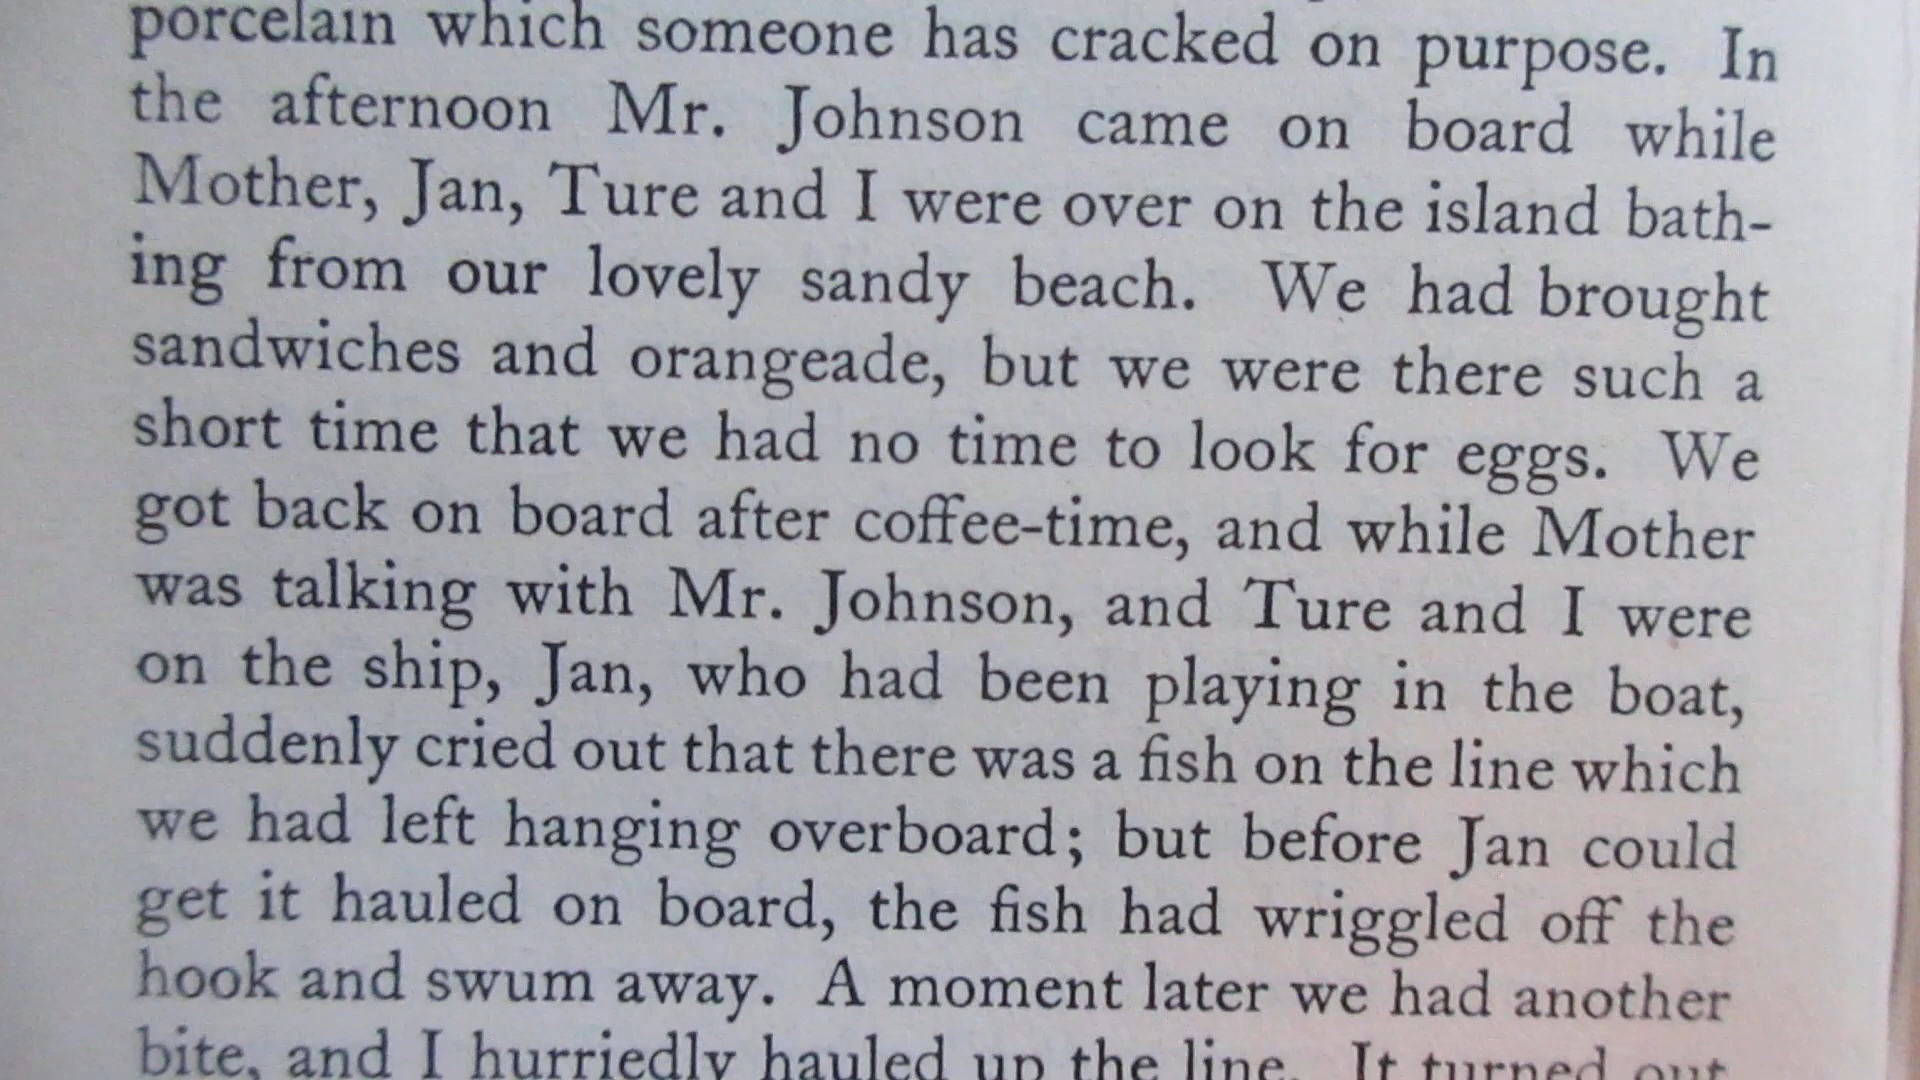 porcelain which someone has cracked on purpose. In
the afternoon Mr. Johnson came on board while
Mother, Jan, Ture and I were over on the island bath-
ing from our lovely sandy beach. We had brought
sandwiches and orangeade, but we were there such a
short time that we had no time to look for eggs. We
got back on board after coffee-time, and while Mother
was talking with Mr. Johnson, and Ture and I were
on the ship, Jan, who had been playing in the boat,
suddenly cried out that there was a fish on the line which
we had left hanging overboard; but before Jan could
get it hauled on board, the fish had wriggled off the
hook and swum away. A moment later we had another
bite, and I hurriedly hauled up the line. It turned out